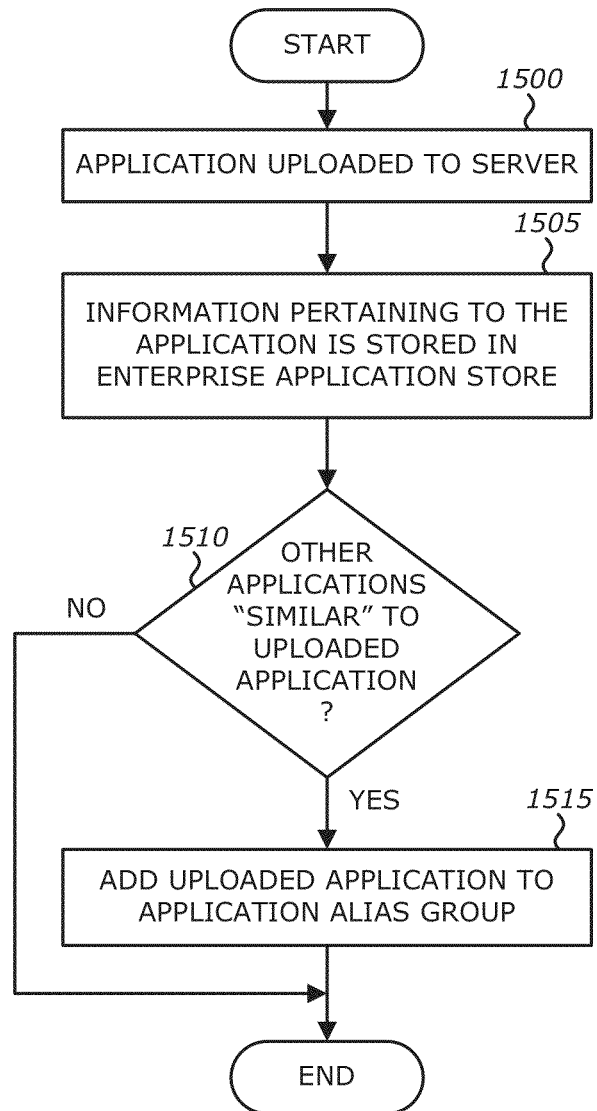 START
1500
APPLICATION UPLOADED TO SERVER
1505
INFORMATION PERTAINING TO THE
APPLICATION IS STORED IN
ENTERPRISE APPLICATION STORE
1510
OTHER
APPLICATIONS
“SIMILAR” TO
UPLOADED
APPLICATION
?
NO
YES
1515
ADD UPLOADED APPLICATION TO
APPLICATION ALIAS GROUP
END